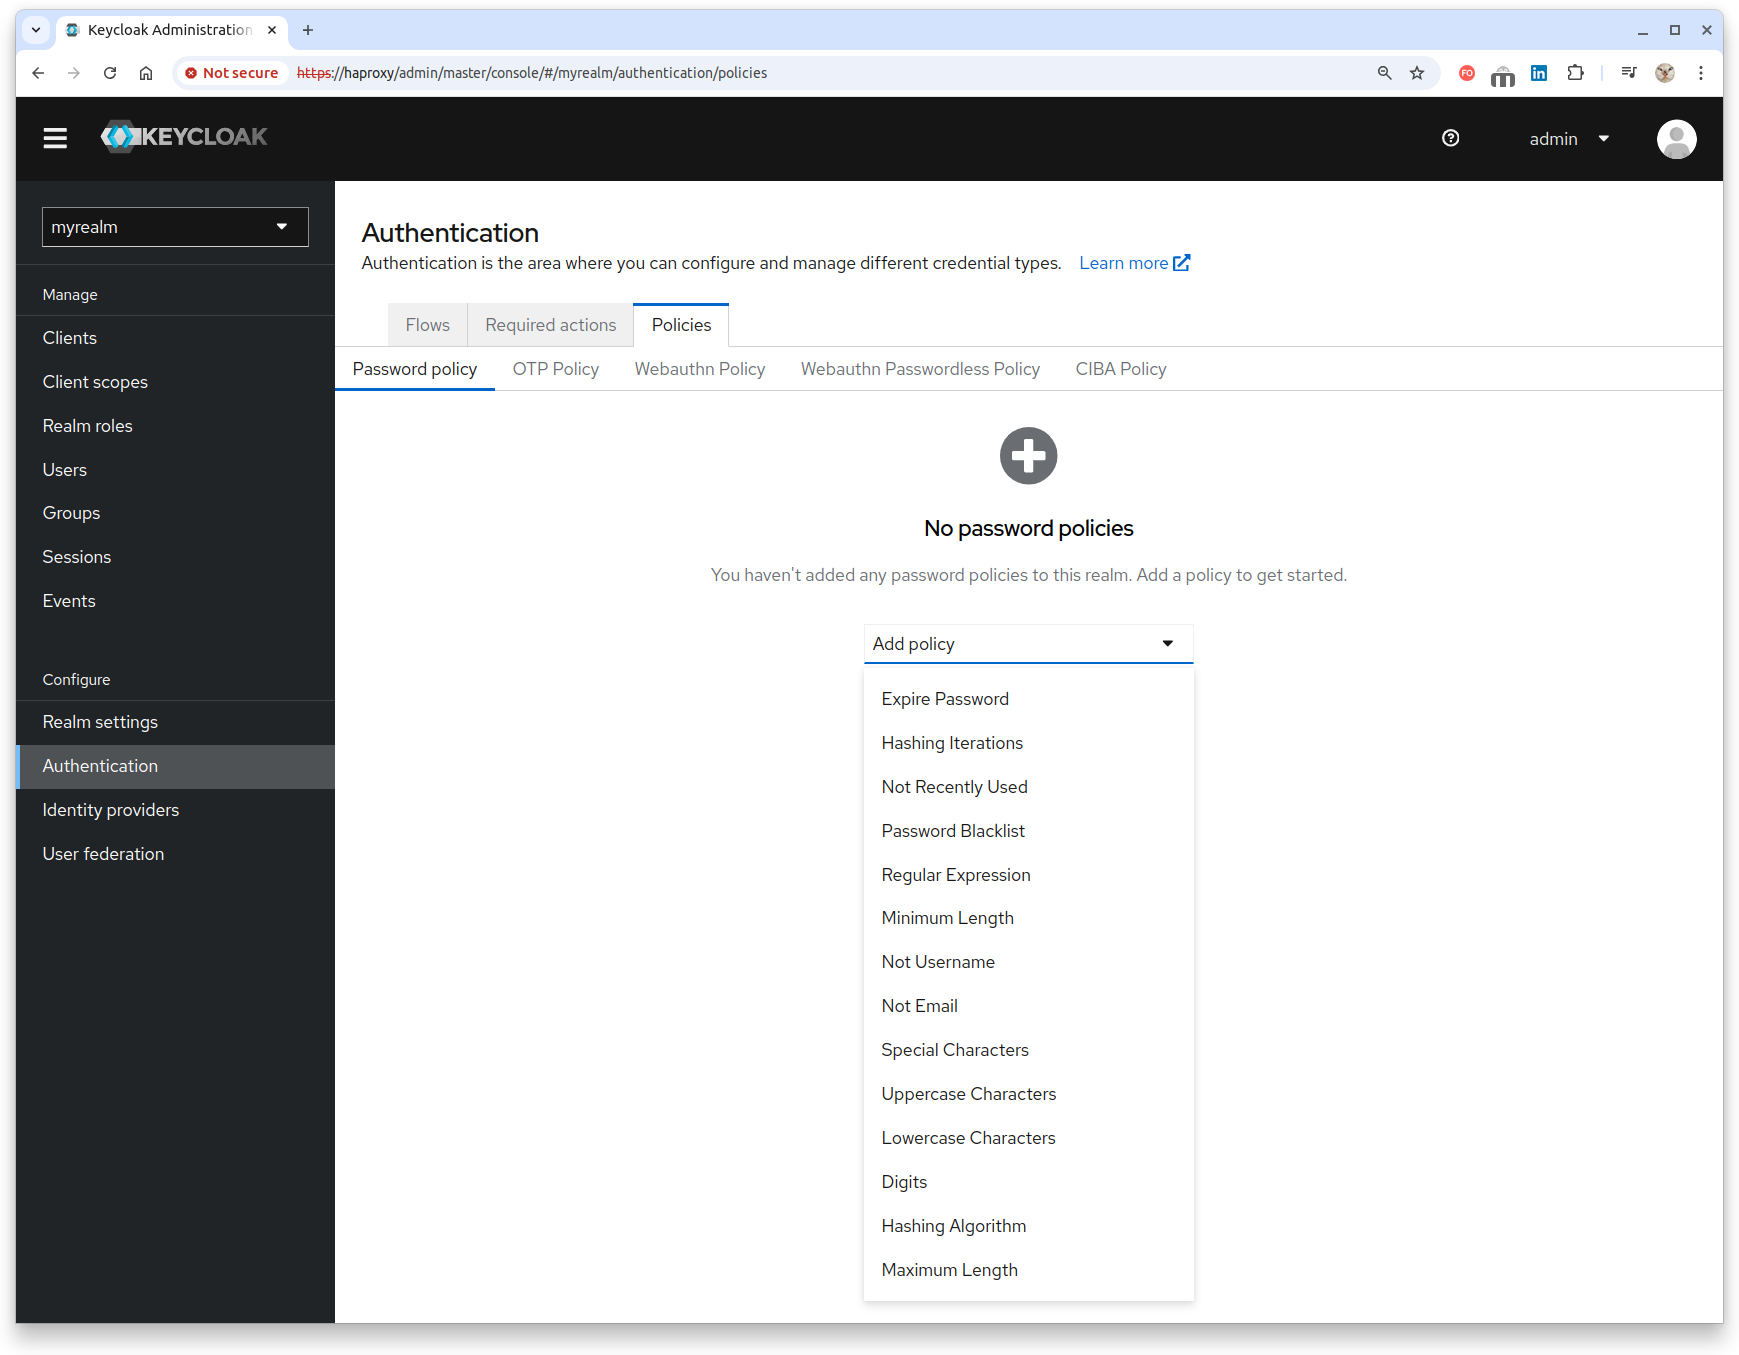 Keycloak Administration
Not secure https://haproxy/admin/master/console/#/myrealm/authentication/policies
FO
in
KEYCLOAK
admin
myrealm
Manage
Clients
Client scopes
Realm roles
Users
Groups
Sessions
Events
Configure
Realm settings
Authentication
Identity providers
User federation
Authentication
Authentication is the area where you can configure and manage different credential types. Learn more
Flows Required actions Policies
Password policy OTP Policy Webauthn Policy Webauthn Passwordless Policy CIBA Policy
No password policies
You haven't added any password policies to this realm. Add a policy to get started.
Add policy
Expire Password
Hashing Iterations
Not Recently Used
Password Blacklist
Regular Expression
Minimum Length
Not Username
Not Email
Special Characters
Uppercase Characters
Lowercase Characters
Digits
Hashing Algorithm
Maximum Length